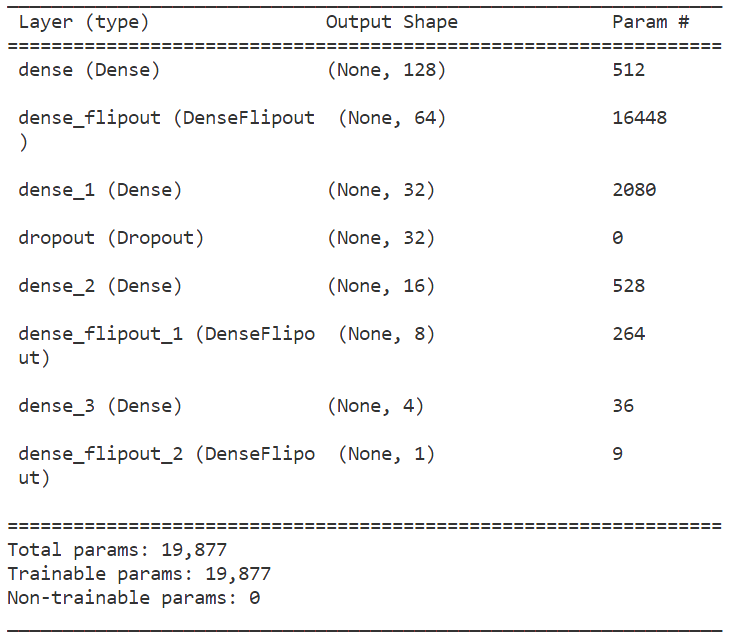 Layer (type) Output Shape Param #
=================================================================
dense (Dense) (None, 128) 512
dense_flipout (DenseFlipout (None, 64) 16448
)
dense_1 (Dense) (None, 32) 2080
dropout (Dropout) (None, 32) 0
dense_2 (Dense) (None, 16) 528
dense_flipout_1 (DenseFlipo (None, 8) 264
ut)
dense_3 (Dense) (None, 4) 36
dense_flipout_2 (DenseFlipo (None, 1) 9
ut)
=================================================================
Total params: 19,877
Trainable params: 19,877
Non-trainable params: 0